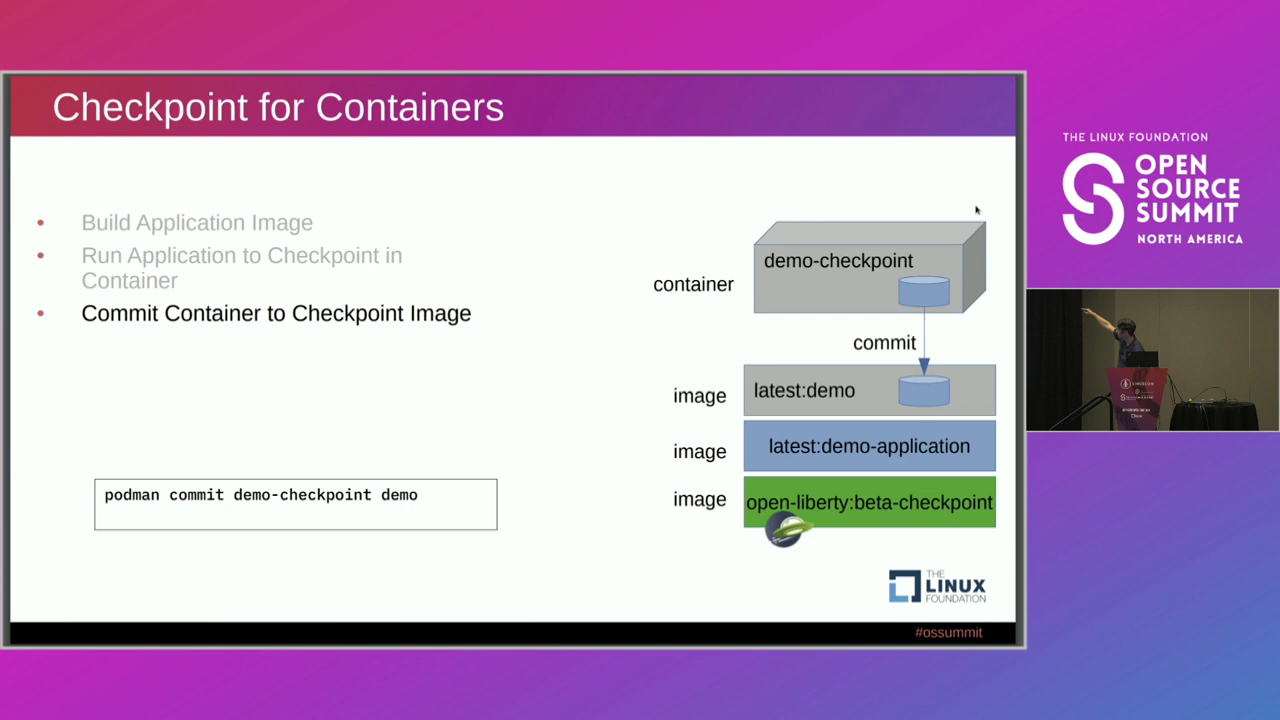 Checkpoint for Containers
• Build Application Image
• Run Application to Checkpoint in
Container
• Commit Container to Checkpoint Image
podman commit demo-checkpoint demo
container
demo-checkpoint
commit
image
latest:demo
image
latest:demo-application
image
open-liberty:beta-checkpoint
THE
LINUX
FOUNDATION
#ossummit
THE LINUX FOUNDATION
OPEN
SOURCE
SUMMIT
NORTH AMERICA